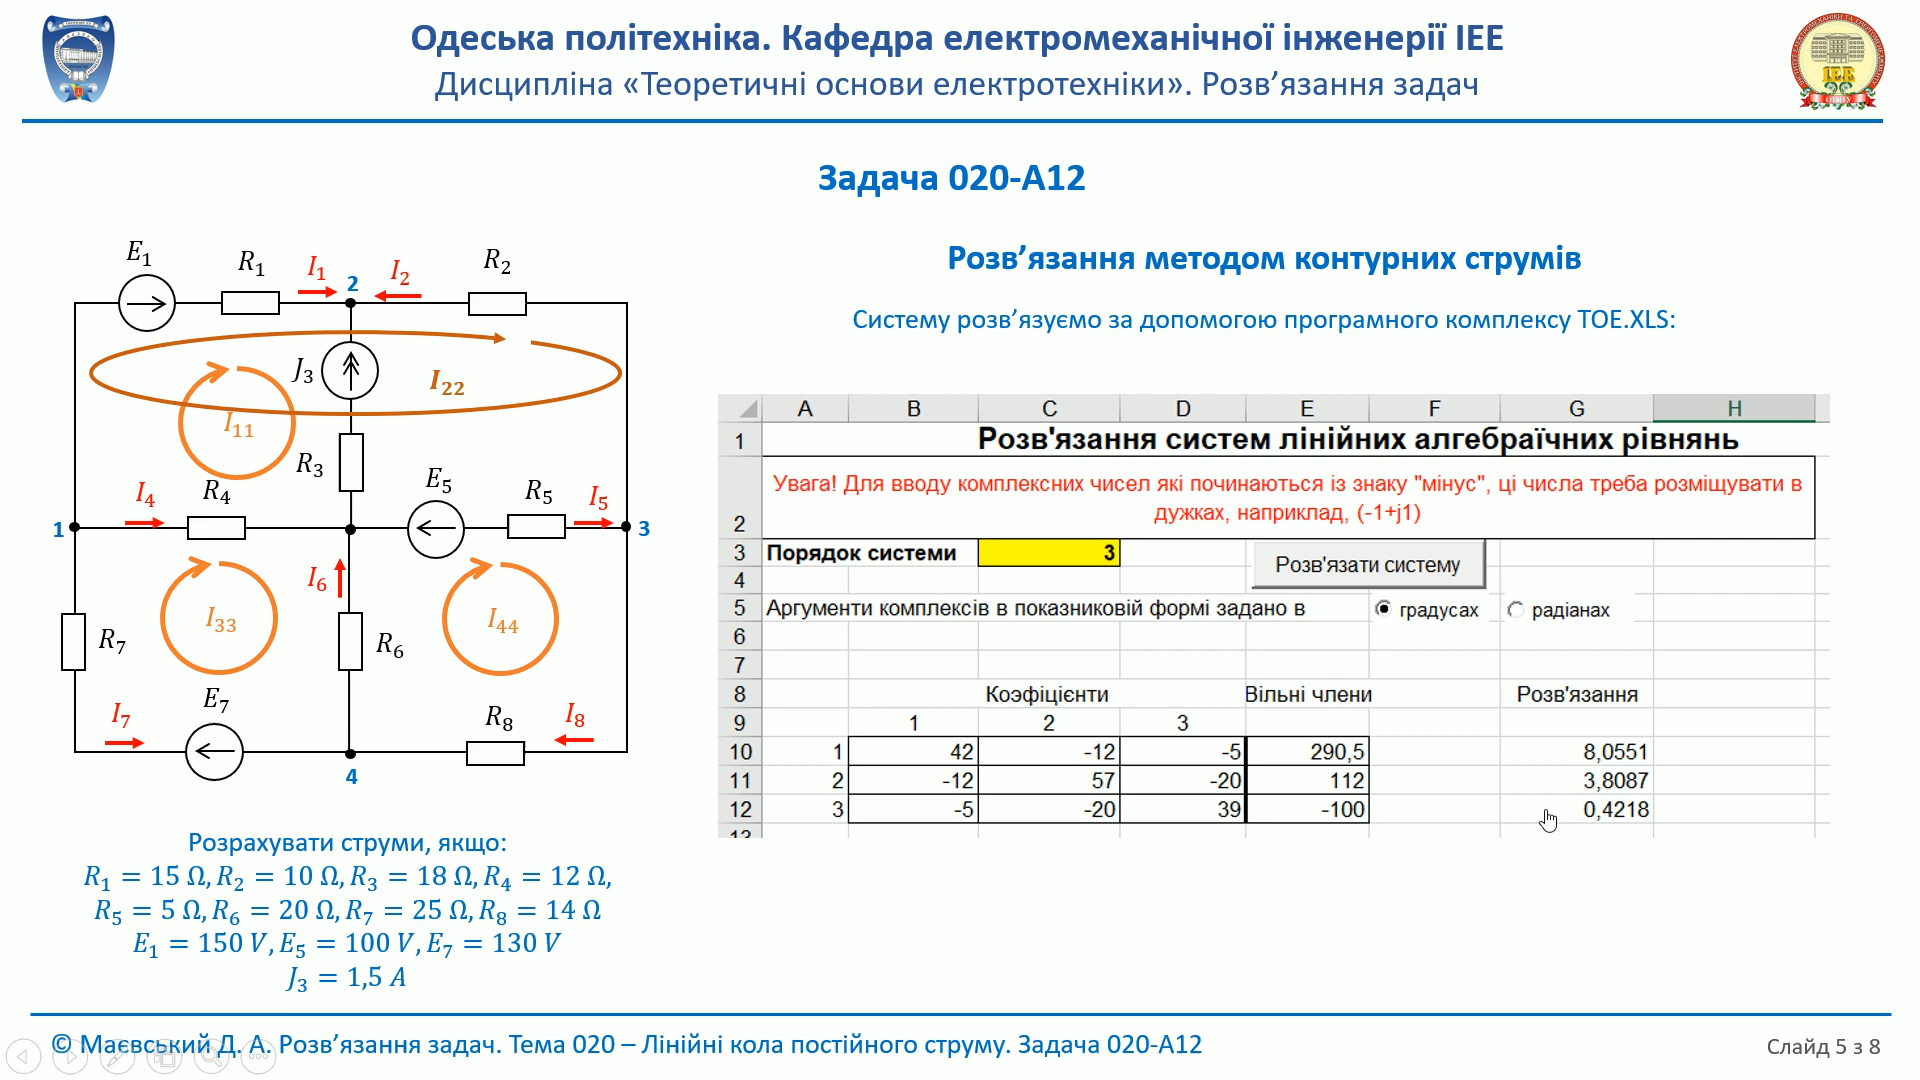 Одеська політехніка. Кафедра електромеханічної інженерії ІЕЕ
Дисципліна «Теоретичні основи електротехніки». Розв’язання задач
ІЕЕ
Задача 020-А12
E1
R1
I1
2
I2
R2
J3
I22
I11
R3
I4
R4
E5
R5
I5
1
3
I6
I33
I44
R7
R6
E7
I7
R8
I8
4
Розрахувати струми, якщо:
R1 = 15 Ω, R2 = 10 Ω, R3 = 18 Ω, R4 = 12 Ω,
R5 = 5 Ω, R6 = 20 Ω, R7 = 25 Ω, R8 = 14 Ω
E1 = 150 V, E5 = 100 V, E7 = 130 V
J3 = 1,5 A
Розв’язання методом контурних струмів
Систему розв’язуємо за допомогою програмного комплексу TOE.XLS:
A B C D E F G H
1 Розв'язання систем лінійних алгебраїчних рівнянь
Увага! Для вводу комплексних чисел які починаються із знаку "мінус", ці числа треба розміщувати в
2 дужках, наприклад, (-1+j1)
3 Порядок системи 3 Розв'язати систему
4
5 Аргументи комплексів в показниковій формі задано в градусах радіанах
6
7
8 Коэфіцієнти Вільні члени Розв'язання
9 1 2 3
10 1 42 -12 -5 290,5 8,0551
11 2 -12 57 -20 112 3,8087
12 3 -5 -20 39 -100 0,4218
13
© Маєвський Д. А. Розв’язання задач. Тема 020 – Лінійні кола постійного струму. Задача 020-А12
Слайд 5 з 8